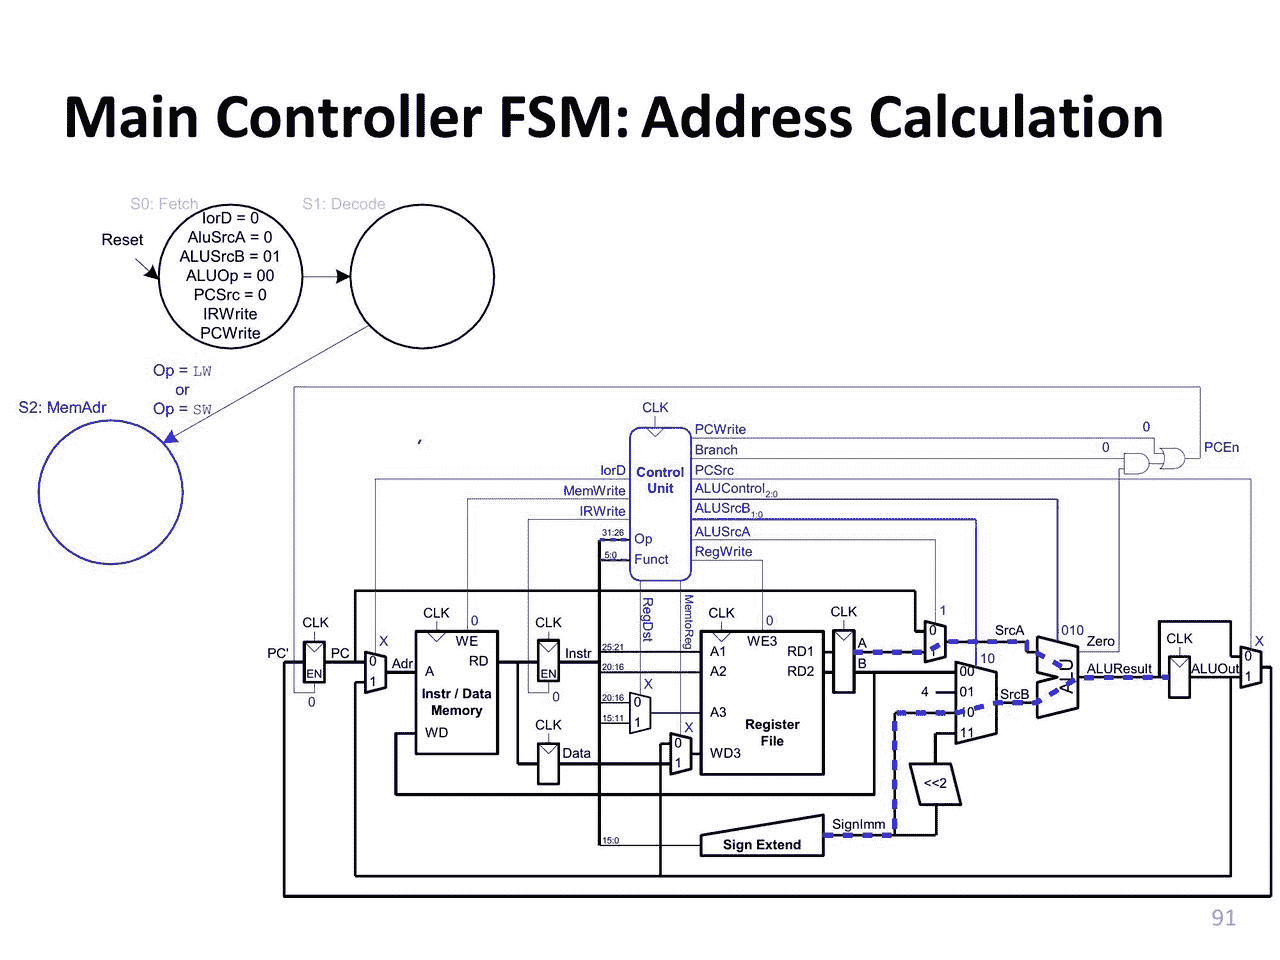 Main Controller FSM: Address Calculation
S0: Fetch
S1: Decode
Reset
IorD = 0
AluSrcA = 0
ALUSrcB = 01
ALUOp = 00
PCSrc = 0
IRWrite
PCWrite
Op = LW
or
Op = SW
S2: MemAdr
CLK
PCWrite
0
Branch
0
PCEn
IorD
Control
Unit
PCSrc
MemWrite
ALUControl2:0
IRWrite
ALUSrcB1:0
31:26
Op
ALUSrcA
5:0
Funct
RegWrite
RegDst
MemtoReg
CLK
X
CLK
0
CLK
CLK
0
CLK
1
010
CLK
X
PC'
PC
EN
0
0
1
Adr
WE
A
RD
Instr / Data
Memory
WD
EN
0
Instr
CLK
Data
25:21
20:16
20:16
15:11
X
0
1
X
0
1
WE3
A1
RD1
A2
RD2
A3
Register
File
WD3
A
B
0
1
SrcA
10
00
4
01
10
11
SrcB
ALU
Zero
ALUResult
ALUOut
0
1
<<2
SignImm
15:0
Sign Extend
91